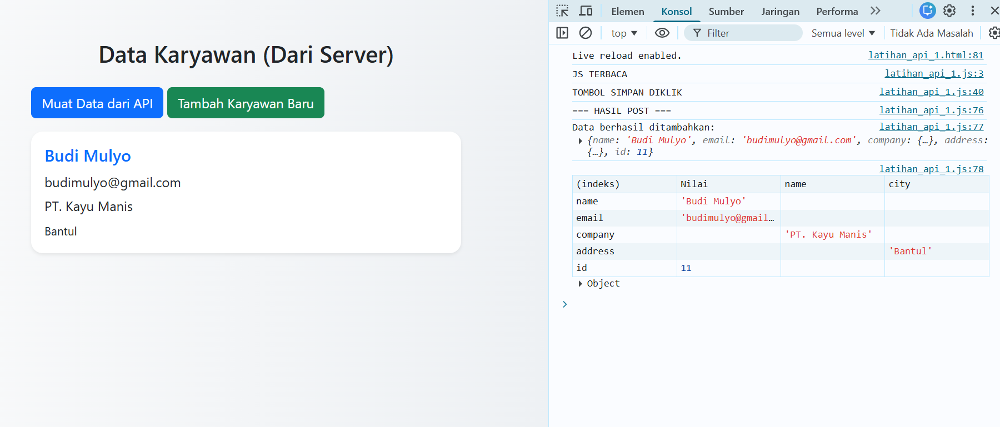 Data Karyawan (Dari Server)
Muat Data dari API
Tambah Karyawan Baru
Budi Mulyo
budimulyo@gmail.com
PT. Kayu Manis
Bantul
Elemen Konsol Sumber Jaringan Performa
top Filter Semua level Tidak Ada Masalah
Live reload enabled. latihan_api_1.html:81
JS TERBACA latihan_api_1.js:3
TOMBOL SIMPAN DIKLIK latihan_api_1.js:40
=== HASIL POST === latihan_api_1.js:76
Data berhasil ditambahkan: latihan_api_1.js:77
{name: 'Budi Mulyo', email: 'budimulyo@gmail.com', company: {…}, address:
{…}, id: 11}
latihan_api_1.js:78
(indeks) Nilai name city
name 'Budi Mulyo'
email 'budimulyo@gmail…
company 'PT. Kayu Manis'
address 'Bantul'
id 11
Object